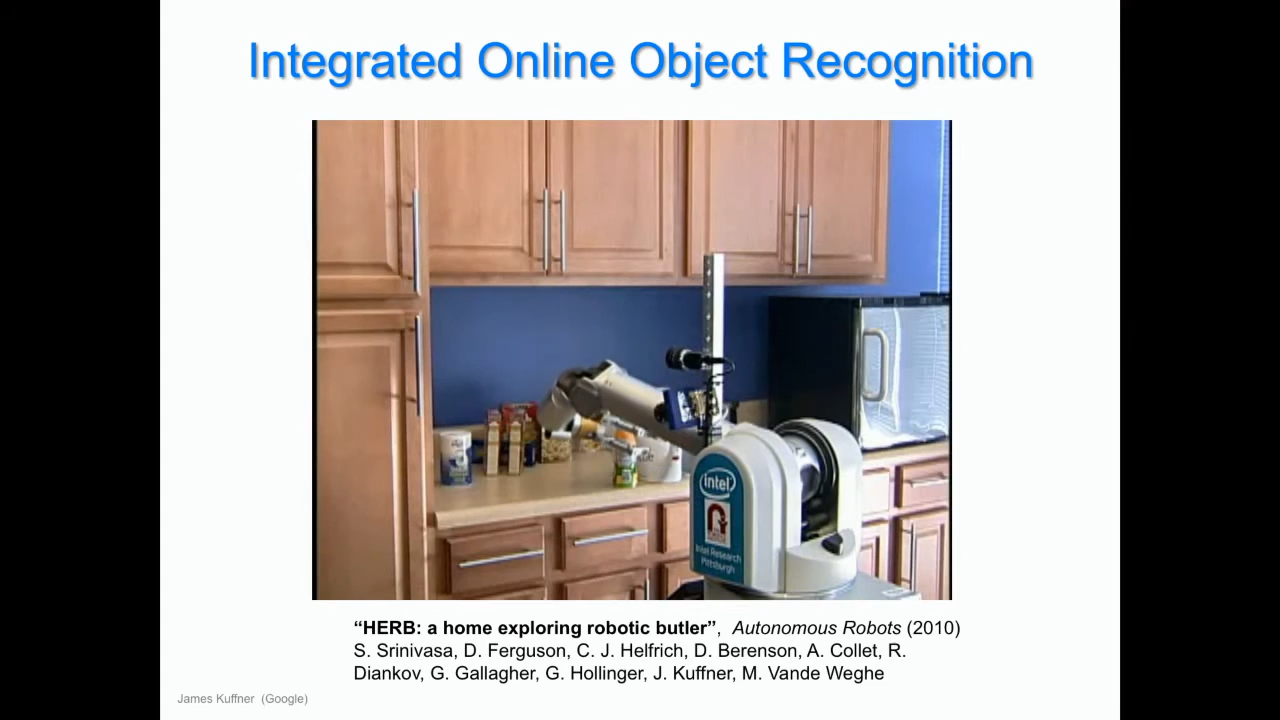 Integrated Online Object Recognition
intel
Intel Research
Pittsburgh
“HERB: a home exploring robotic butler”, Autonomous Robots (2010)
S. Srinivasa, D. Ferguson, C. J. Helfrich, D. Berenson, A. Collet, R.
Diankov, G. Gallagher, G. Hollinger, J. Kuffner, M. Vande Weghe
James Kuffner (Google)